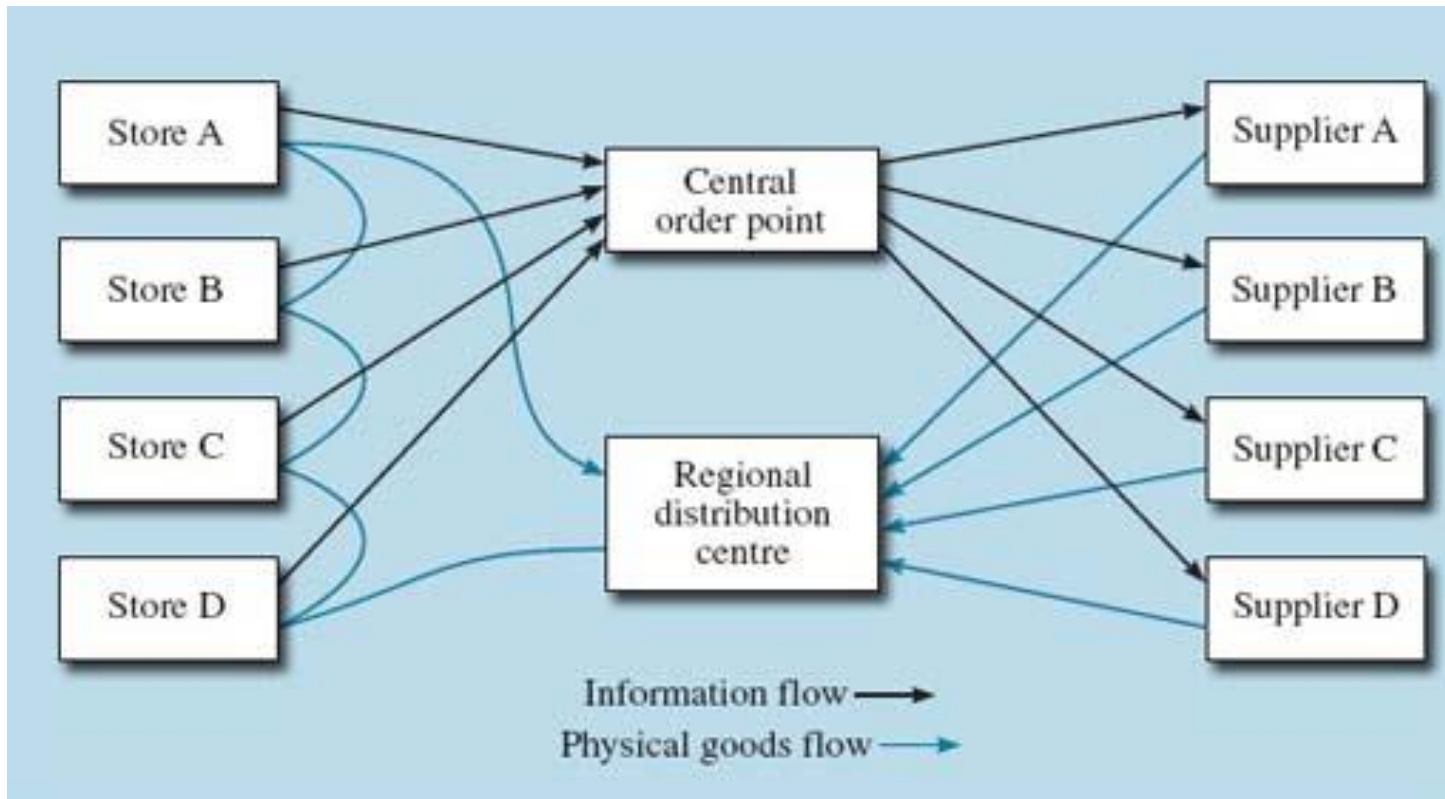 Store A
Store B
Store C
Store D
Central
order point
Regional
distribution
centre
Supplier A
Supplier B
Supplier C
Supplier D
Information flow
Physical goods flow